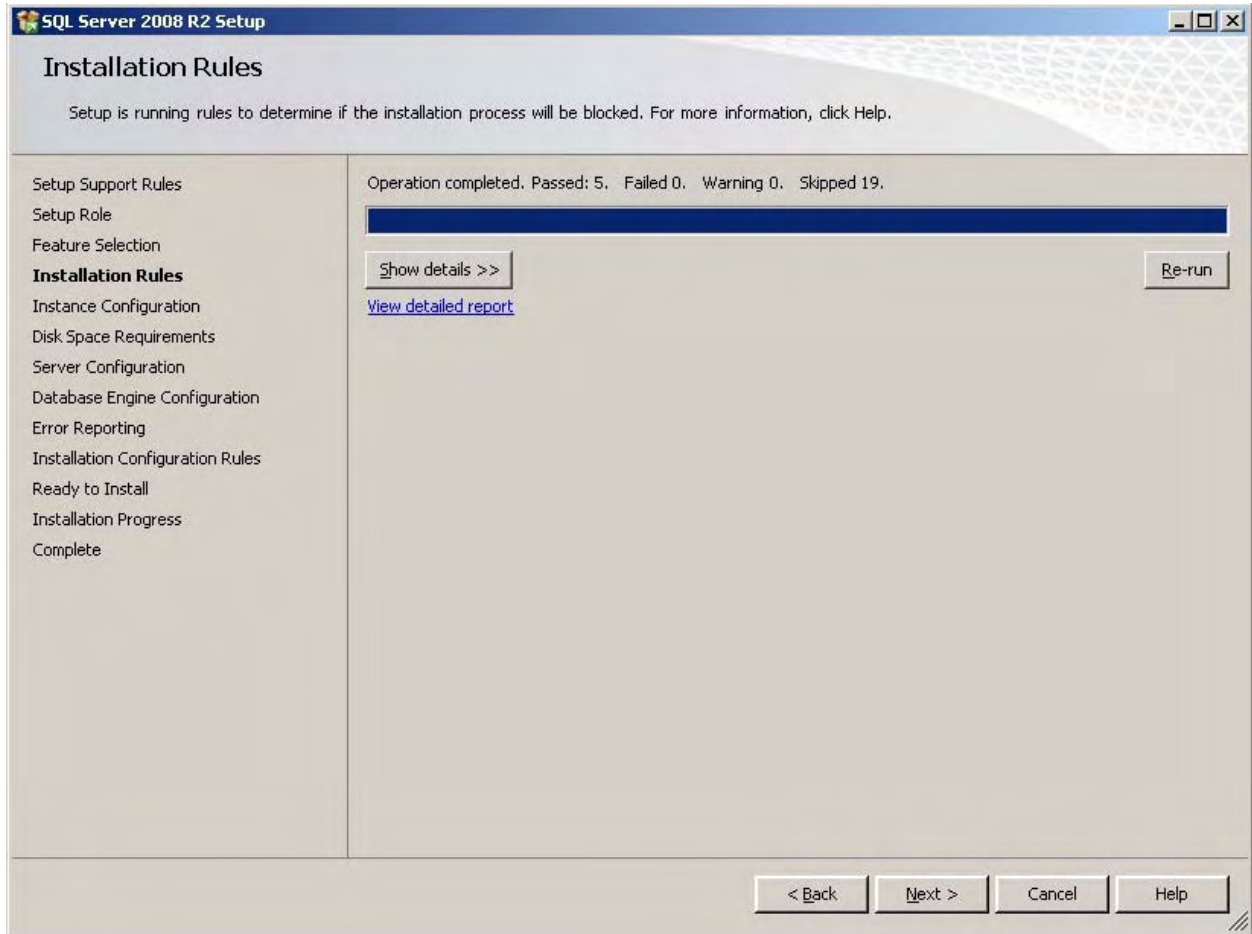 SQL Server 2008 R2 Setup
Installation Rules
Setup is running rules to determine if the installation process will be blocked. For more information, click Help.
Setup Support Rules
Setup Role
Feature Selection
Installation Rules
Instance Configuration
Disk Space Requirements
Server Configuration
Database Engine Configuration
Error Reporting
Installation Configuration Rules
Ready to Install
Installation Progress
Complete
Operation completed. Passed: 5. Failed 0. Warning 0. Skipped 19.
Show details >>
Re-run
View detailed report
< Back
Next >
Cancel
Help